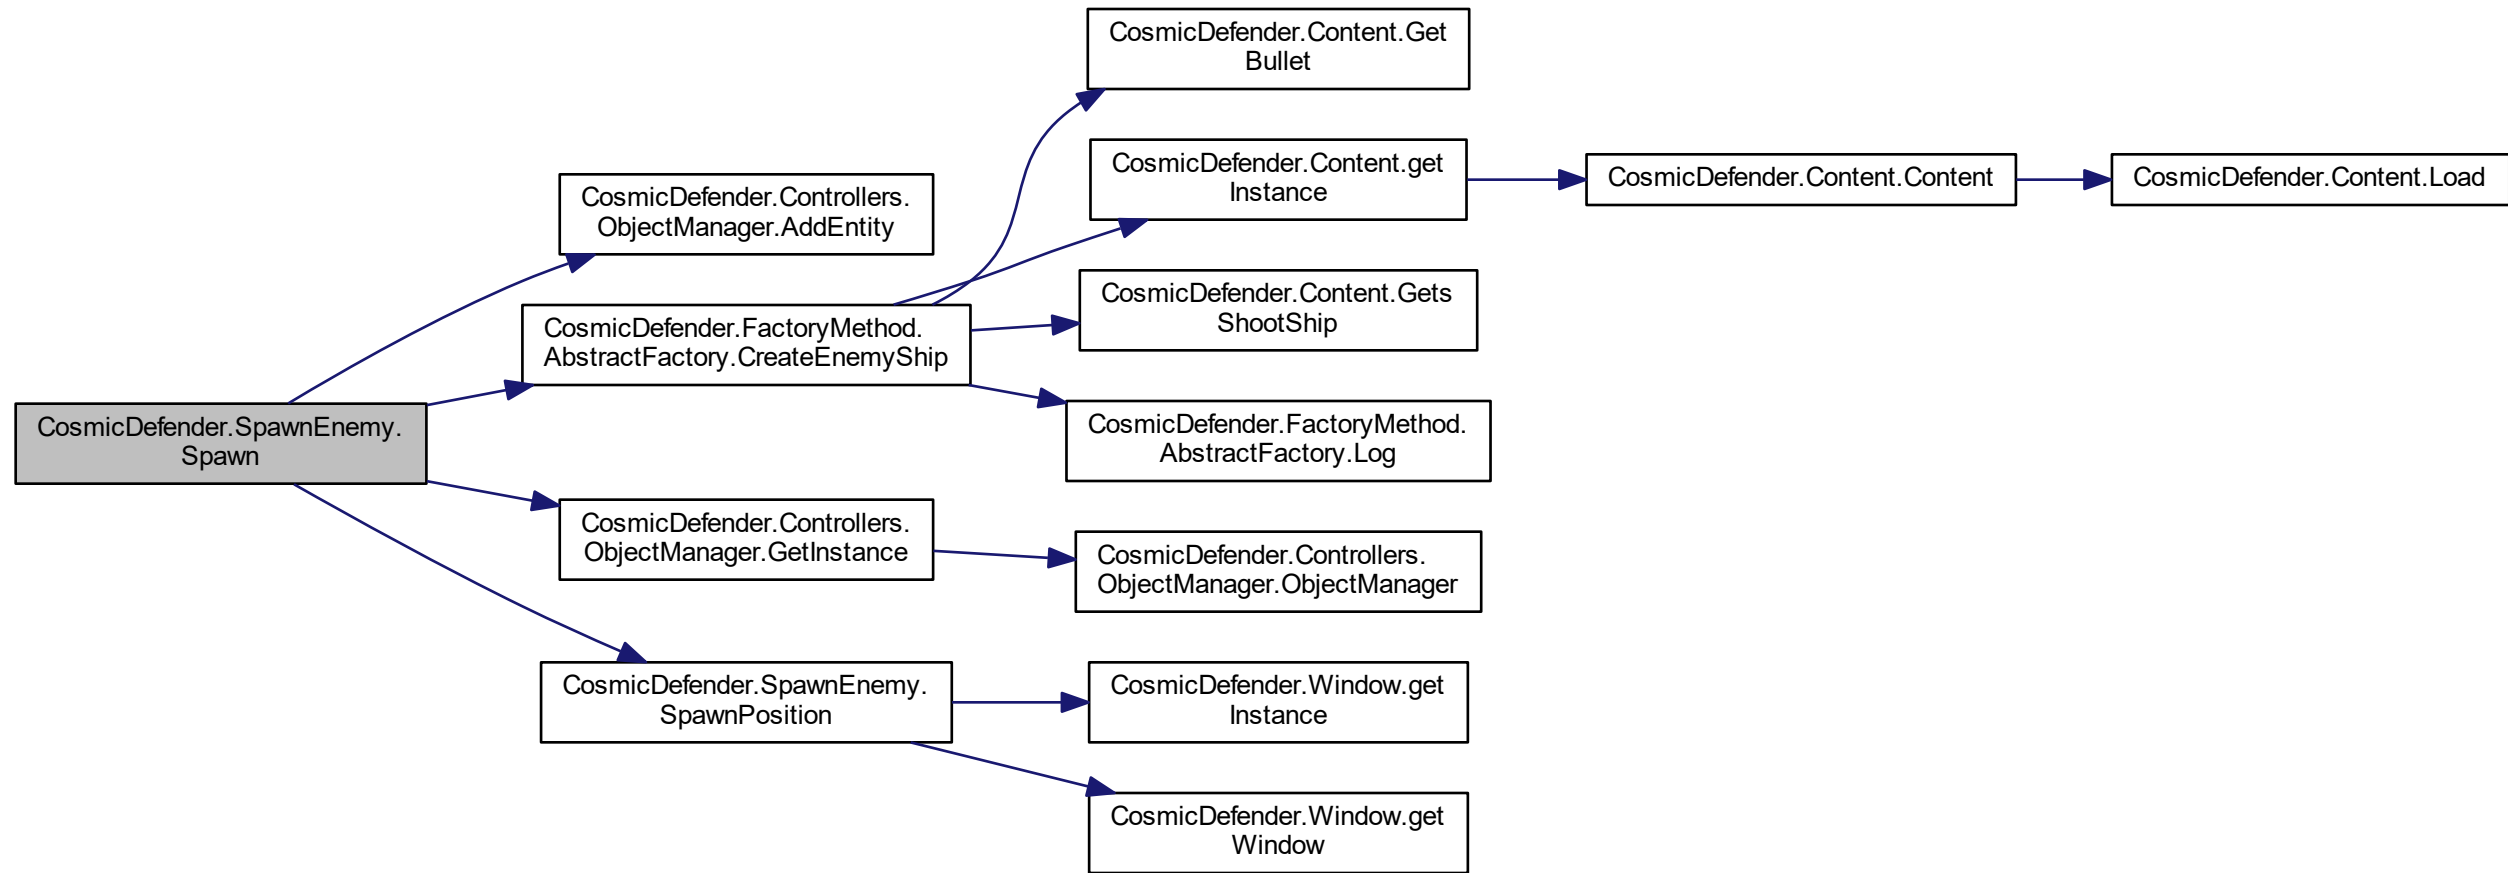 CosmicDefender.SpawnEnemy.
Spawn
CosmicDefender.Controllers.
ObjectManager.AddEntity
CosmicDefender.FactoryMethod.
AbstractFactory.CreateEnemyShip
CosmicDefender.Controllers.
ObjectManager.GetInstance
CosmicDefender.SpawnEnemy.
SpawnPosition
CosmicDefender.Content.Get
Bullet
CosmicDefender.Content.get
Instance
CosmicDefender.Content.Gets
ShootShip
CosmicDefender.FactoryMethod.
AbstractFactory.Log
CosmicDefender.Controllers.
ObjectManager.ObjectManager
CosmicDefender.Window.get
Instance
CosmicDefender.Window.get
Window
CosmicDefender.Content.Content
CosmicDefender.Content.Load